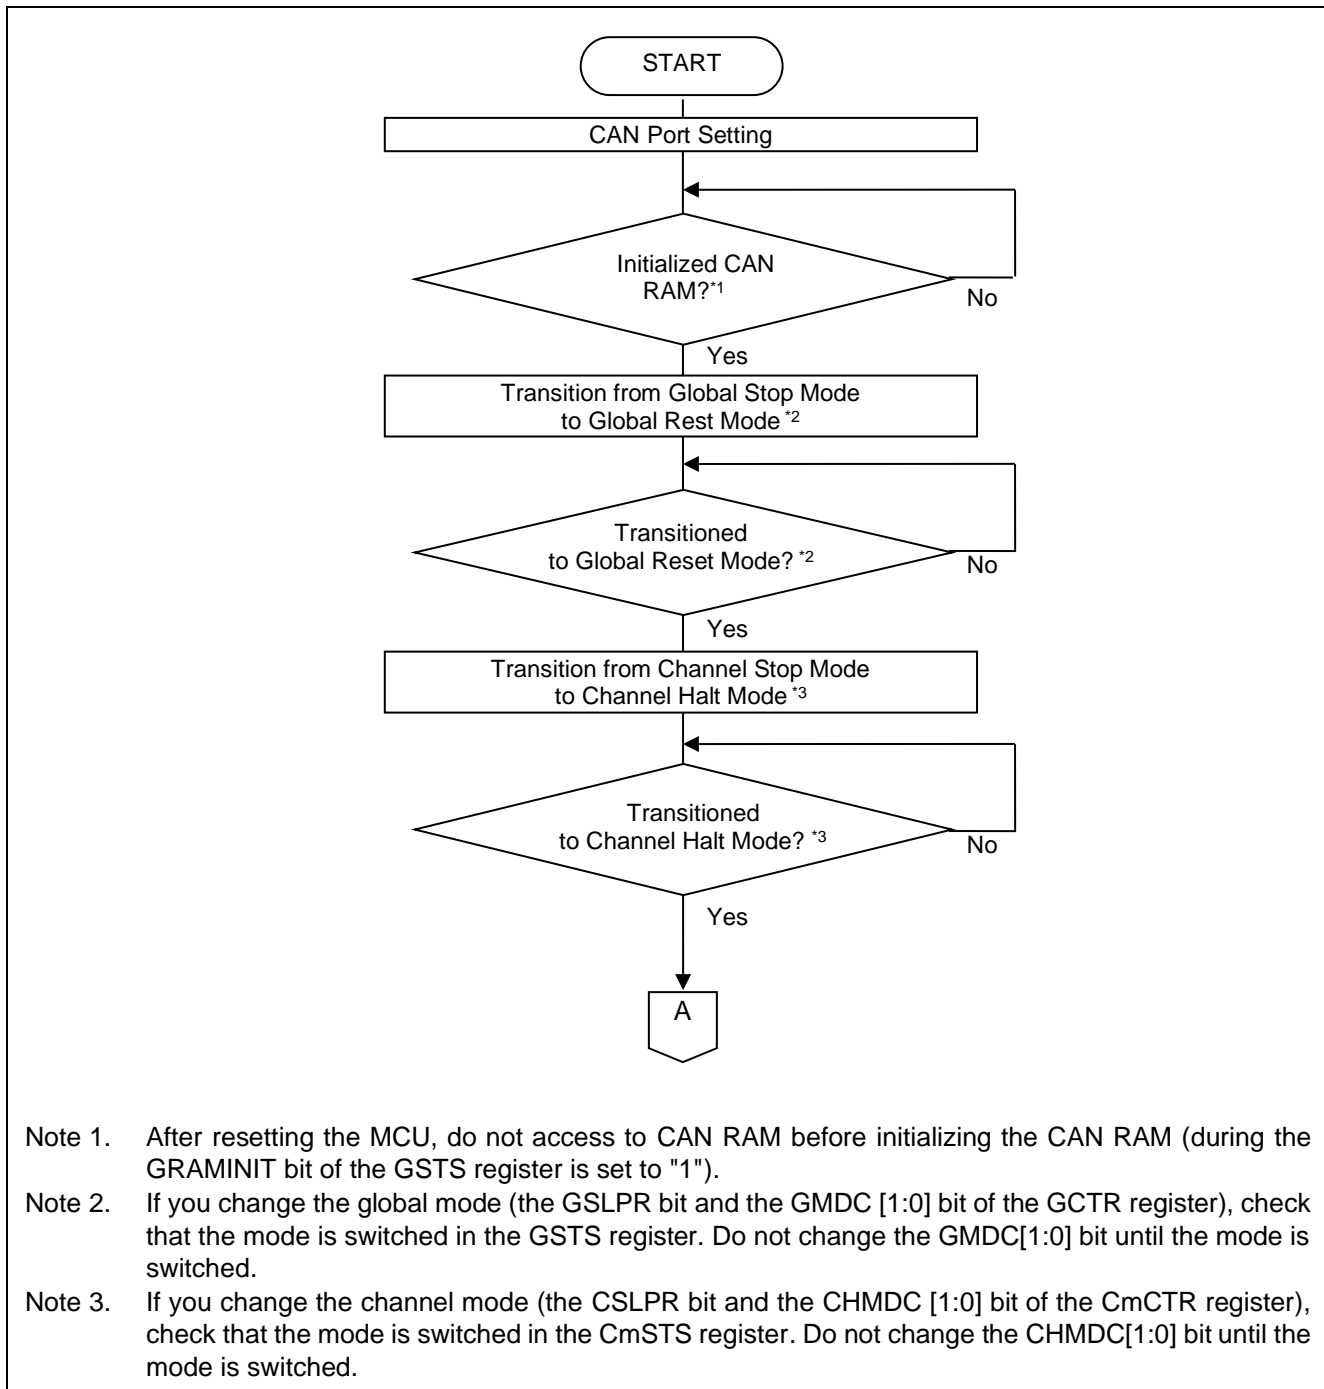 START
CAN Port Setting
Initialized CAN
RAM?*1
No
Yes
Transition from Global Stop Mode
to Global Rest Mode *2
Transitioned
to Global Reset Mode? *2
No
Yes
Transition from Channel Stop Mode
to Channel Halt Mode *3
Transitioned
to Channel Halt Mode? *3
No
Yes
A
Note 1. After resetting the MCU, do not access to CAN RAM before initializing the CAN RAM (during the
GRAMINIT bit of the GSTS register is set to "1").
Note 2. If you change the global mode (the GSLPR bit and the GMDC [1:0] bit of the GCTR register), check
that the mode is switched in the GSTS register. Do not change the GMDC[1:0] bit until the mode is
switched.
Note 3. If you change the channel mode (the CSLPR bit and the CHMDC [1:0] bit of the CmCTR register),
check that the mode is switched in the CmSTS register. Do not change the CHMDC[1:0] bit until the
mode is switched.